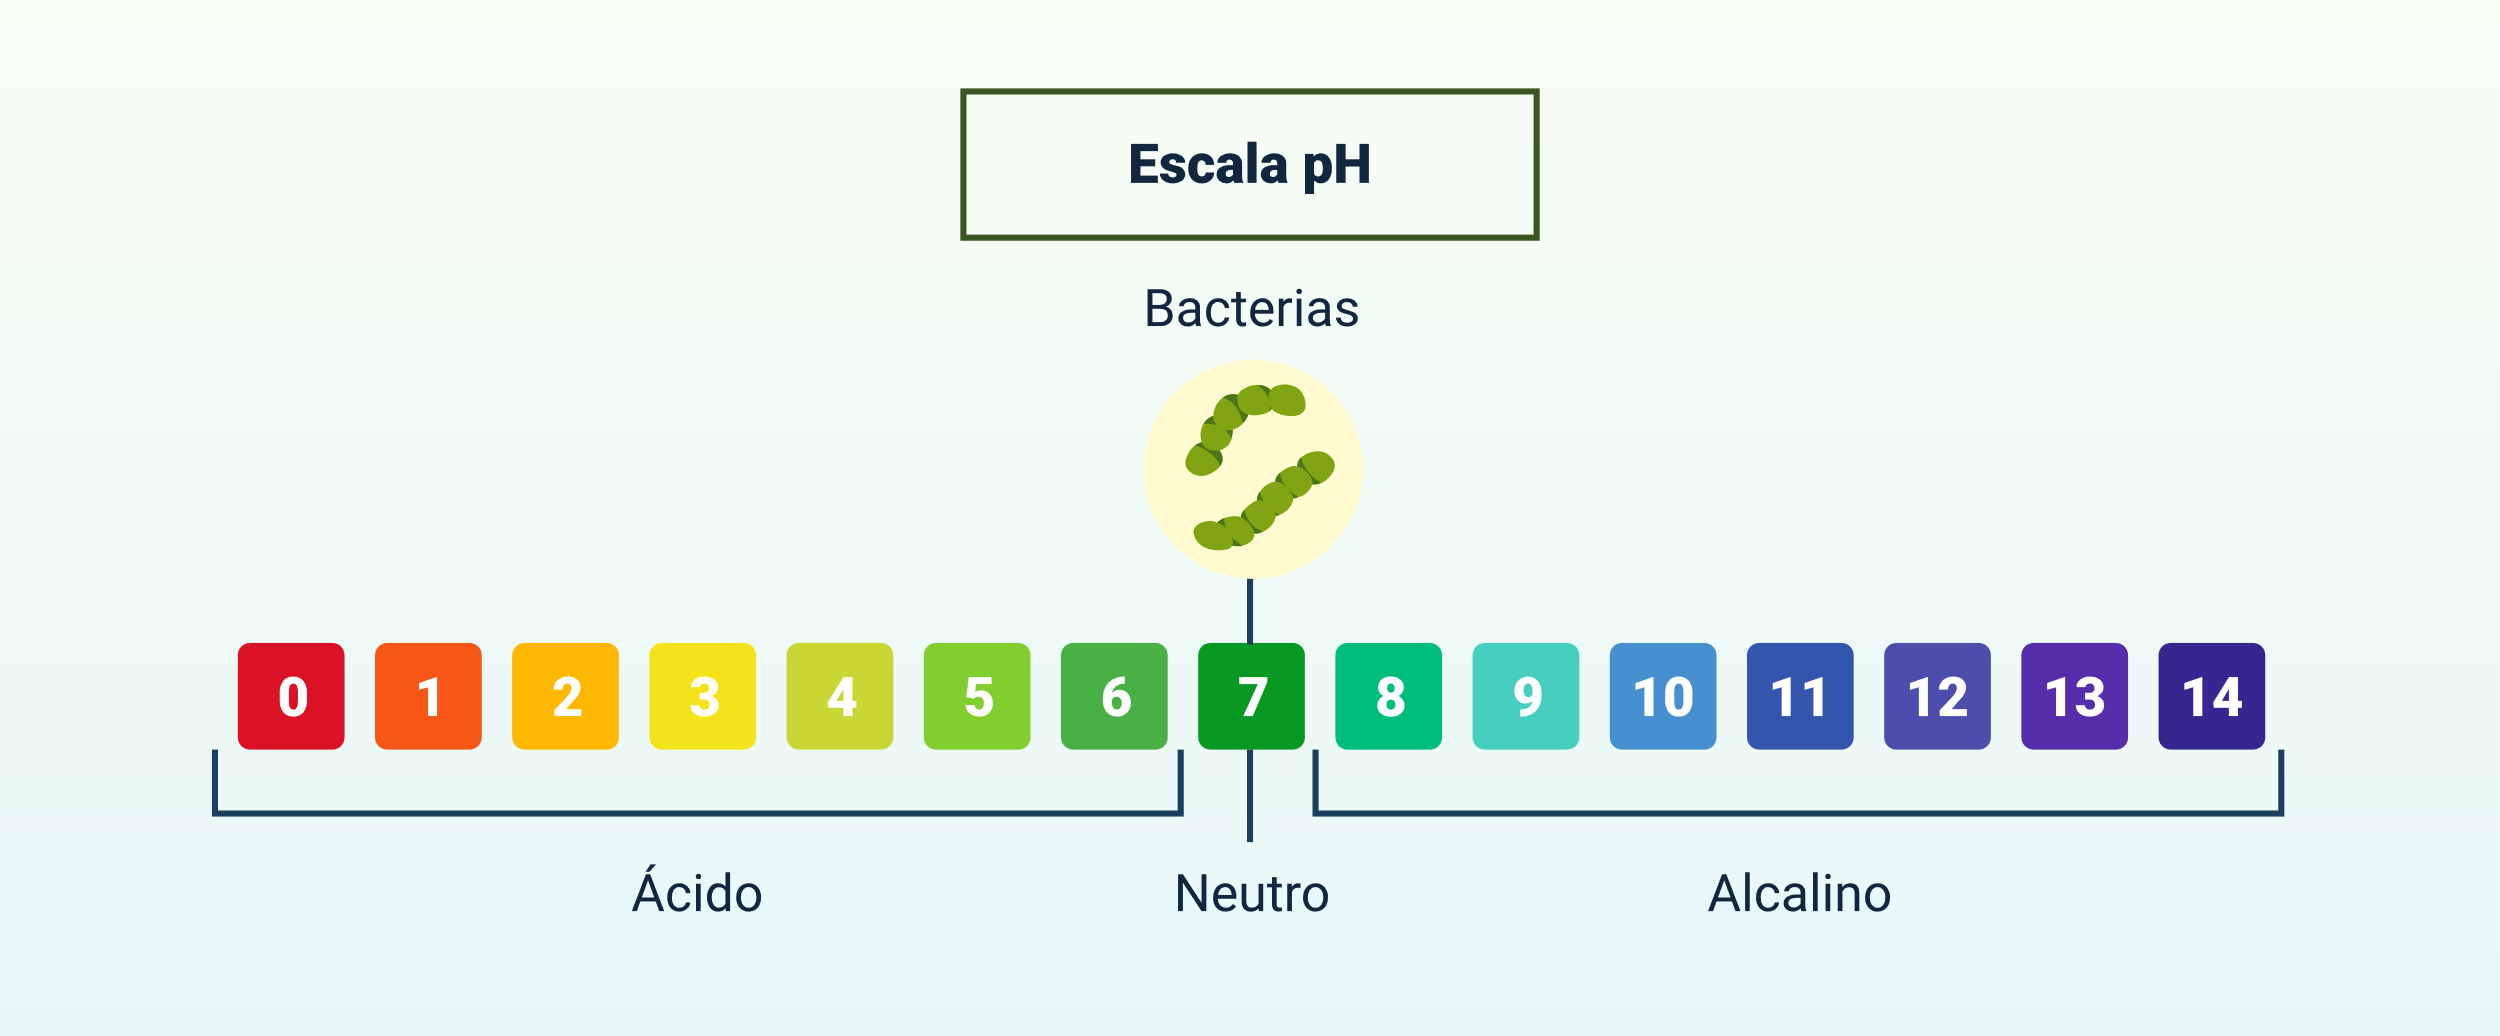 Escala pH
Bacterias
0 1 2 3 4 5 6 7 8 9 10 11 12 13 14
Ácido Neutro Alcalino